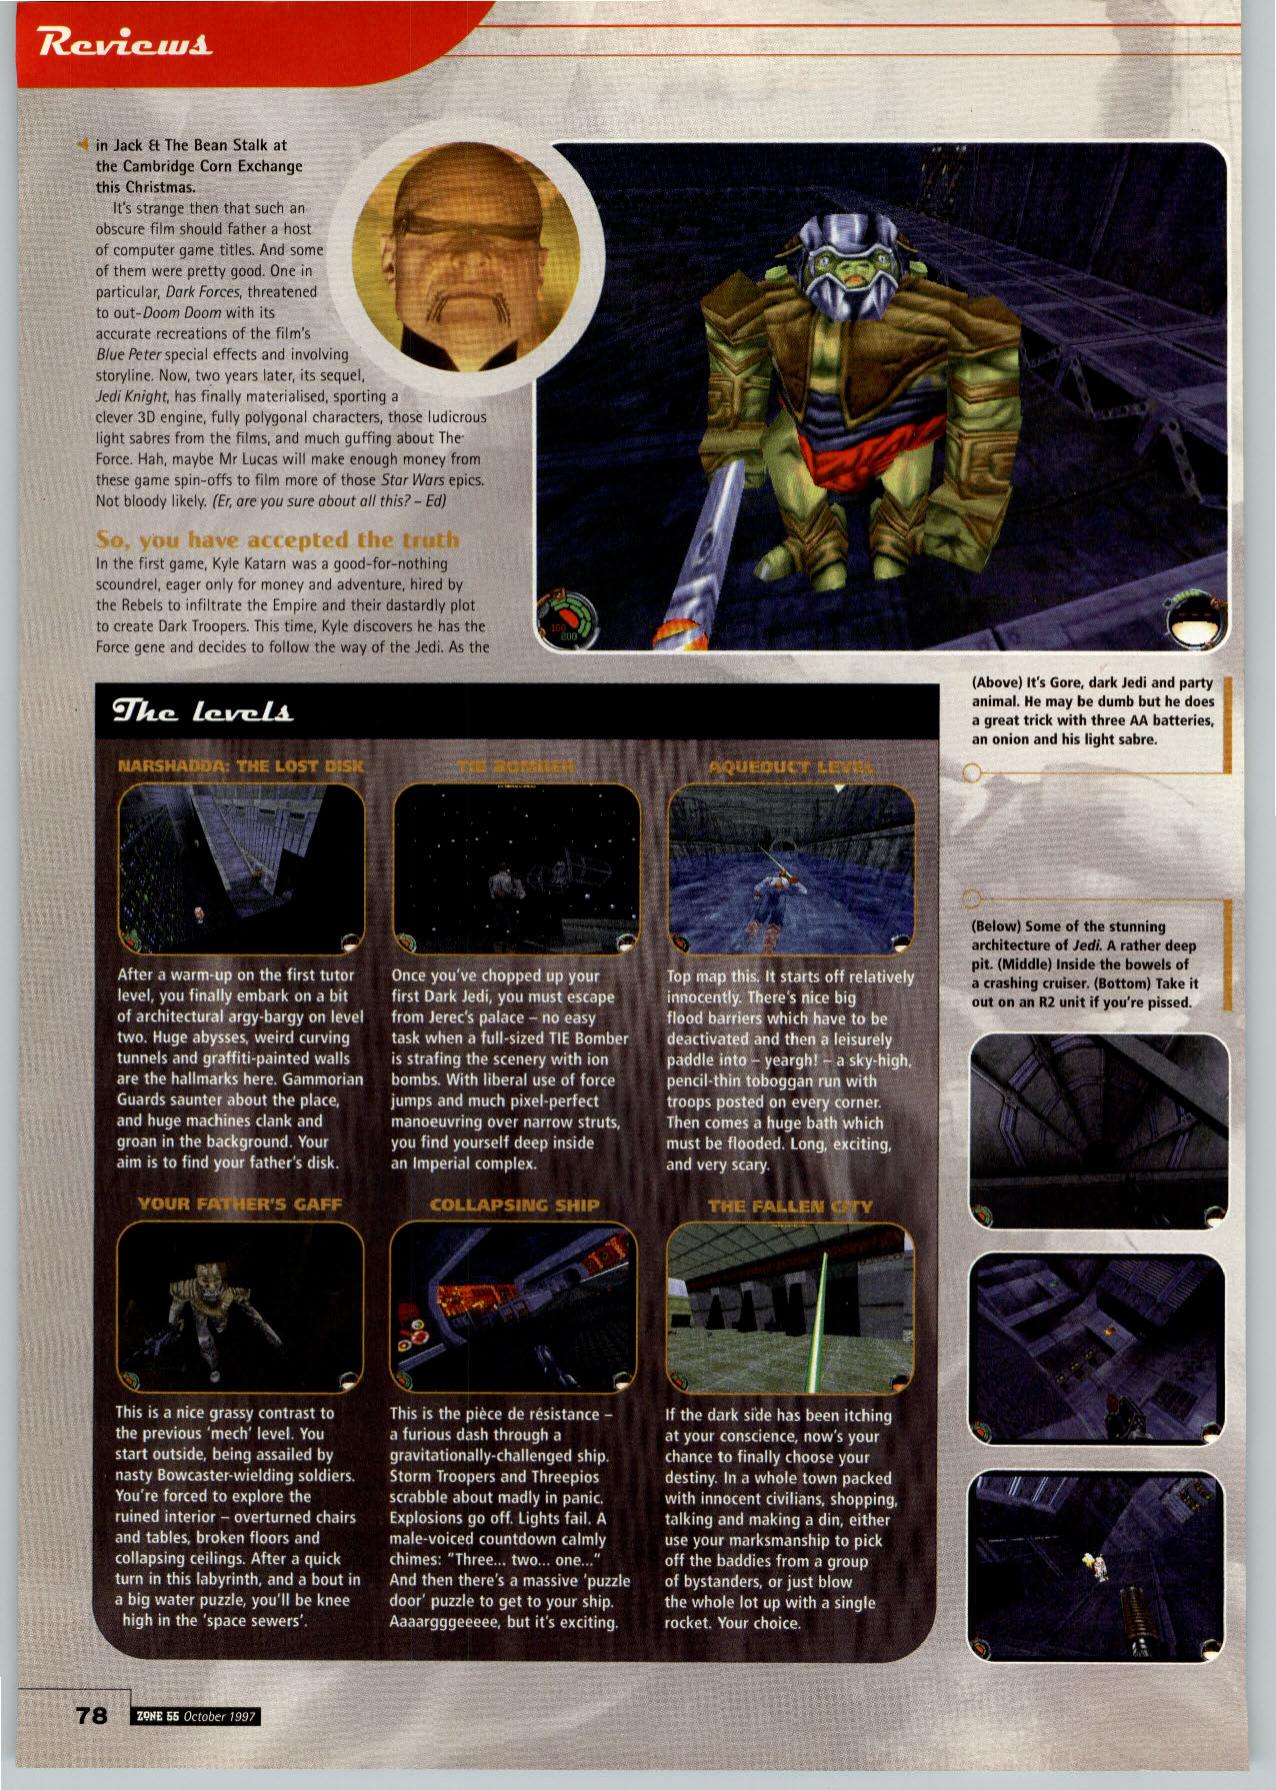 Reviews
in Jack & The Bean Stalk at
the Cambridge Corn Exchange
this Christmas.
It's strange then that such an
obscure film should father a host
of computer game titles. And some
of them were pretty good. One in
particular, Dark Forces, threatened
to out-Doom Doom with its
accurate recreations of the film's
Blue Peter special effects and involving
storyline. Now, two years later, its sequel,
Jedi Knight, has finally materialised, sporting a
clever 3D engine, fully polygonal characters, those ludicrous
light sabres from the films, and much guffing about The
Force. Hah, maybe Mr Lucas will make enough money from
these game spin-offs to film more of those Star Wars epics.
Not bloody likely. (Er, are you sure about all this? – Ed)
So, you have accepted the truth
In the first game, Kyle Katarn was a good-for-nothing
scoundrel, eager only for money and adventure, hired by
the Rebels to infiltrate the Empire and their dastardly plot
to create Dark Troopers. This time, Kyle discovers he has the
Force gene and decides to follow the way of the Jedi. As the
100
200
(Above) It's Gore, dark Jedi and party
animal. He may be dumb but he does
a great trick with three AA batteries,
an onion and his light sabre.
The levels
NARSHADDA: THE LOST DISK
After a warm-up on the first tutor
level, you finally embark on a bit
of architectural argy-bargy on level
two. Huge abysses, weird curving
tunnels and graffiti-painted walls
are the hallmarks here. Gammorian
Guards saunter about the place,
and huge machines clank and
groan in the background. Your
aim is to find your father's disk.
TIE BOMBER
Once you've chopped up your
first Dark Jedi, you must escape
from Jerec's palace – no easy
task when a full-sized TIE Bomber
is strafing the scenery with ion
bombs. With liberal use of force
jumps and much pixel-perfect
manoeuvring over narrow struts,
you find yourself deep inside
an Imperial complex.
AQUEDUCT LEVEL
Top map this. It starts off relatively
innocently. There's nice big
flood barriers which have to be
deactivated and then a leisurely
paddle into – yeargh! – a sky-high,
pencil-thin toboggan run with
troops posted on every corner.
Then comes a huge bath which
must be flooded. Long, exciting,
and very scary.
YOUR FATHER'S GAFF
This is a nice grassy contrast to
the previous 'mech' level. You
start outside, being assailed by
nasty Bowcaster-wielding soldiers.
You're forced to explore the
ruined interior – overturned chairs
and tables, broken floors and
collapsing ceilings. After a quick
turn in this labyrinth, and a bout in
a big water puzzle, you'll be knee
high in the 'space sewers'.
COLLAPSING SHIP
This is the pièce de résistance –
a furious dash through a
gravitationally-challenged ship.
Storm Troopers and Threepios
scrabble about madly in panic.
Explosions go off. Lights fail. A
male-voiced countdown calmly
chimes: "Three... two... one..."
And then there's a massive 'puzzle
door' puzzle to get to your ship.
Aaaargggeeeee, but it's exciting.
THE FALLEN CITY
If the dark side has been itching
at your conscience, now's your
chance to finally choose your
destiny. In a whole town packed
with innocent civilians, shopping,
talking and making a din, either
use your marksmanship to pick
off the baddies from a group
of bystanders, or just blow
the whole lot up with a single
rocket. Your choice.
(Below) Some of the stunning
architecture of Jedi. A rather deep
pit. (Middle) Inside the bowels of
a crashing cruiser. (Bottom) Take it
out on an R2 unit if you're pissed.
78 ZONE 55 October 1997